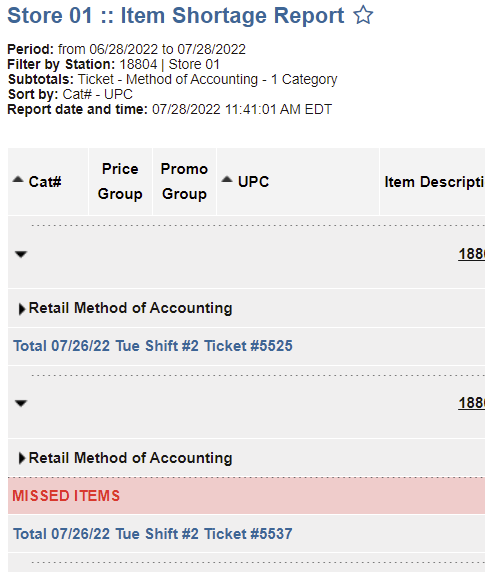 Store 01 :: Item Shortage Report ☆
Period: from 06/28/2022 to 07/28/2022
Filter by Station: 18804 | Store 01
Subtotals: Ticket - Method of Accounting - 1 Category
Sort by: Cat# - UPC
Report date and time: 07/28/2022 11:41:01 AM EDT
Cat# Price Group Promo Group UPC Item Descripti
188
Retail Method of Accounting
Total 07/26/22 Tue Shift #2 Ticket #5525
188
Retail Method of Accounting
MISSED ITEMS
Total 07/26/22 Tue Shift #2 Ticket #5537